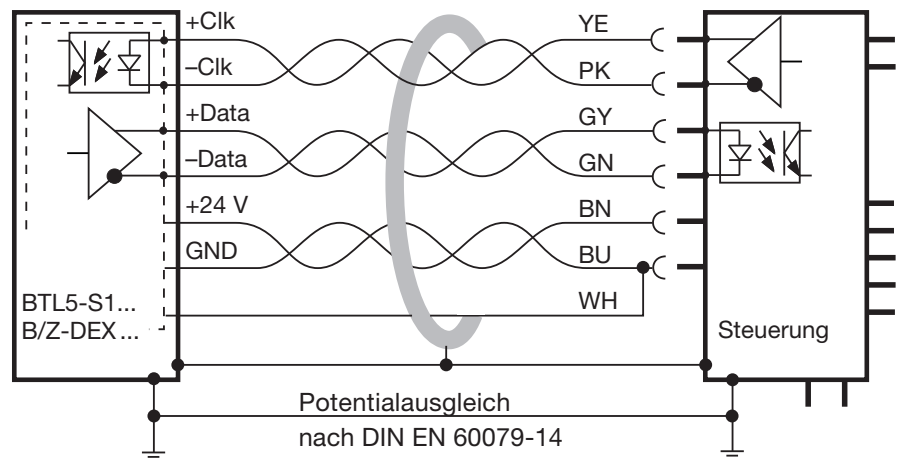 +Clk
YE
–Clk
PK
+Data
GY
–Data
GN
+24 V
BN
GND
BU
WH
BTL5-S1...
B/Z-DEX...
Steuerung
Potentialausgleich
nach DIN EN 60079-14